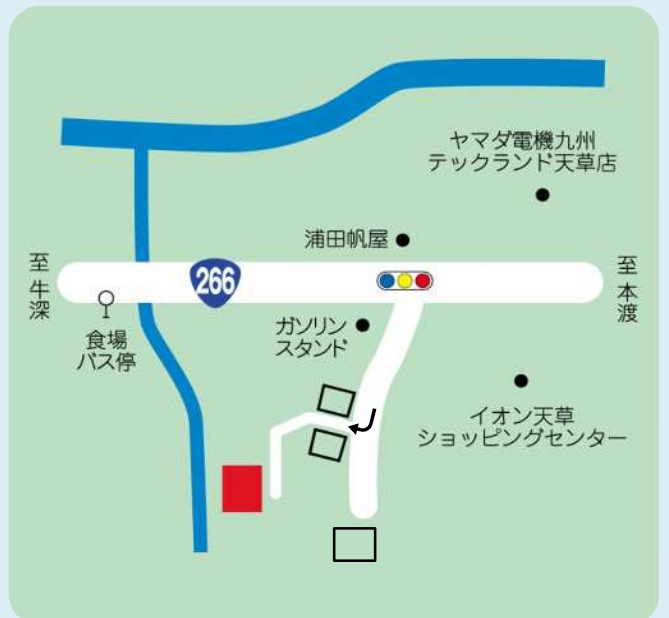 ヤマダ電機九州
テックランド天草店
浦田帆屋
至牛深
266
至本渡
食場
バス停
ガソリン
スタンド
イオン天草
ショッピングセンター